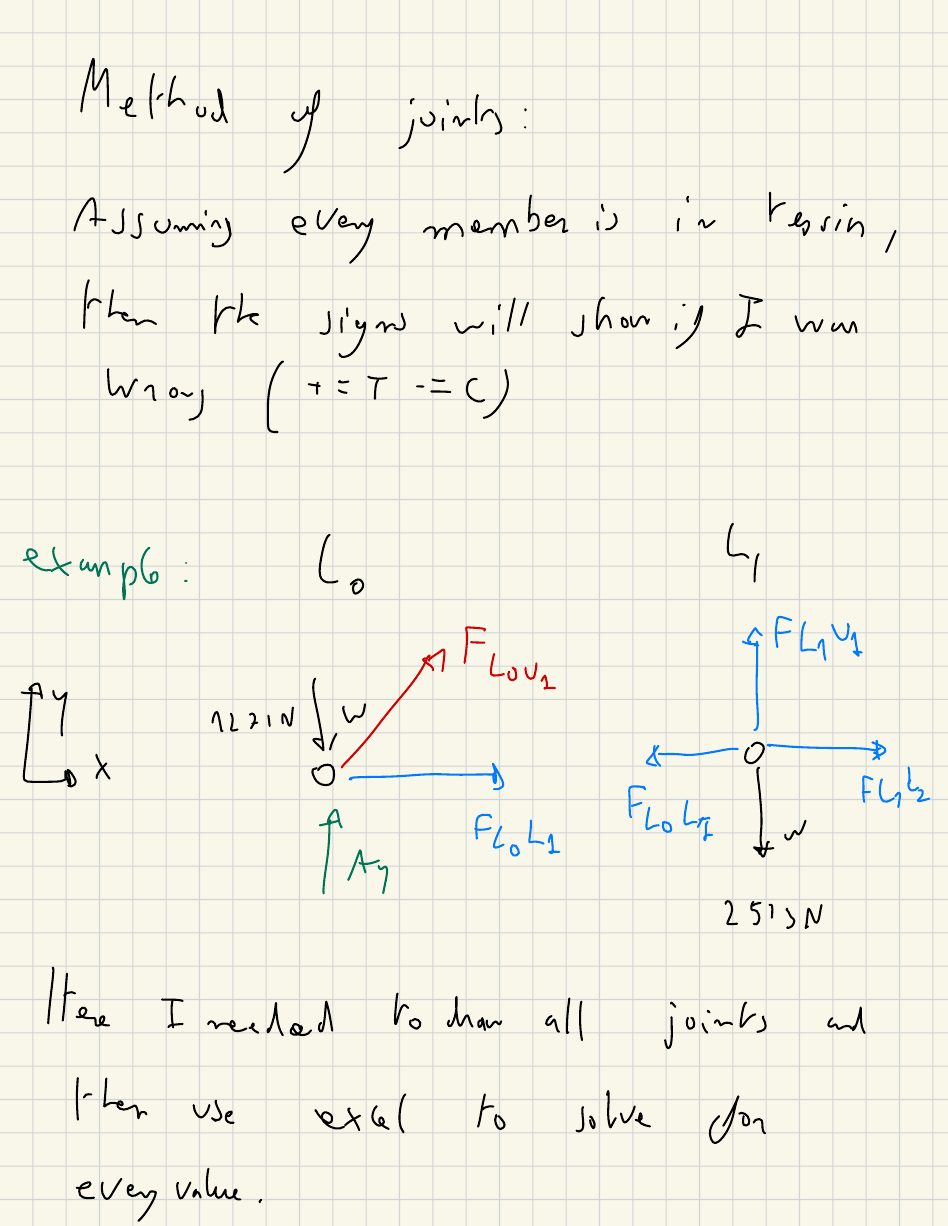 Method of joints:
Assuming every member is in tension,
then the signs will show if I was
wrong (+ = T - = C)
example:
L0
L1
FL1U1
FL0U1
W
y
x
FL1L2
FL0L1
FL0L1
W
Ay
Here I needed to draw all joints and
then use excel to solve for
every value.